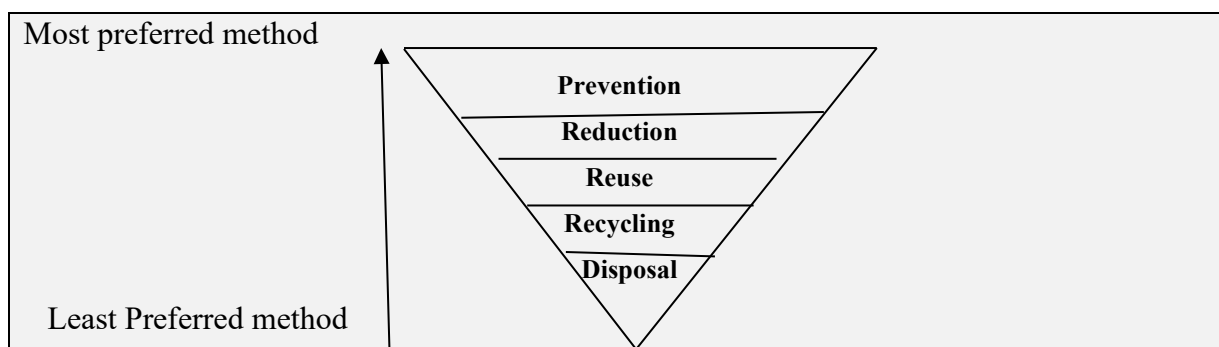 Most preferred method
Prevention
Reduction
Reuse
Recycling
Disposal
Least Preferred method